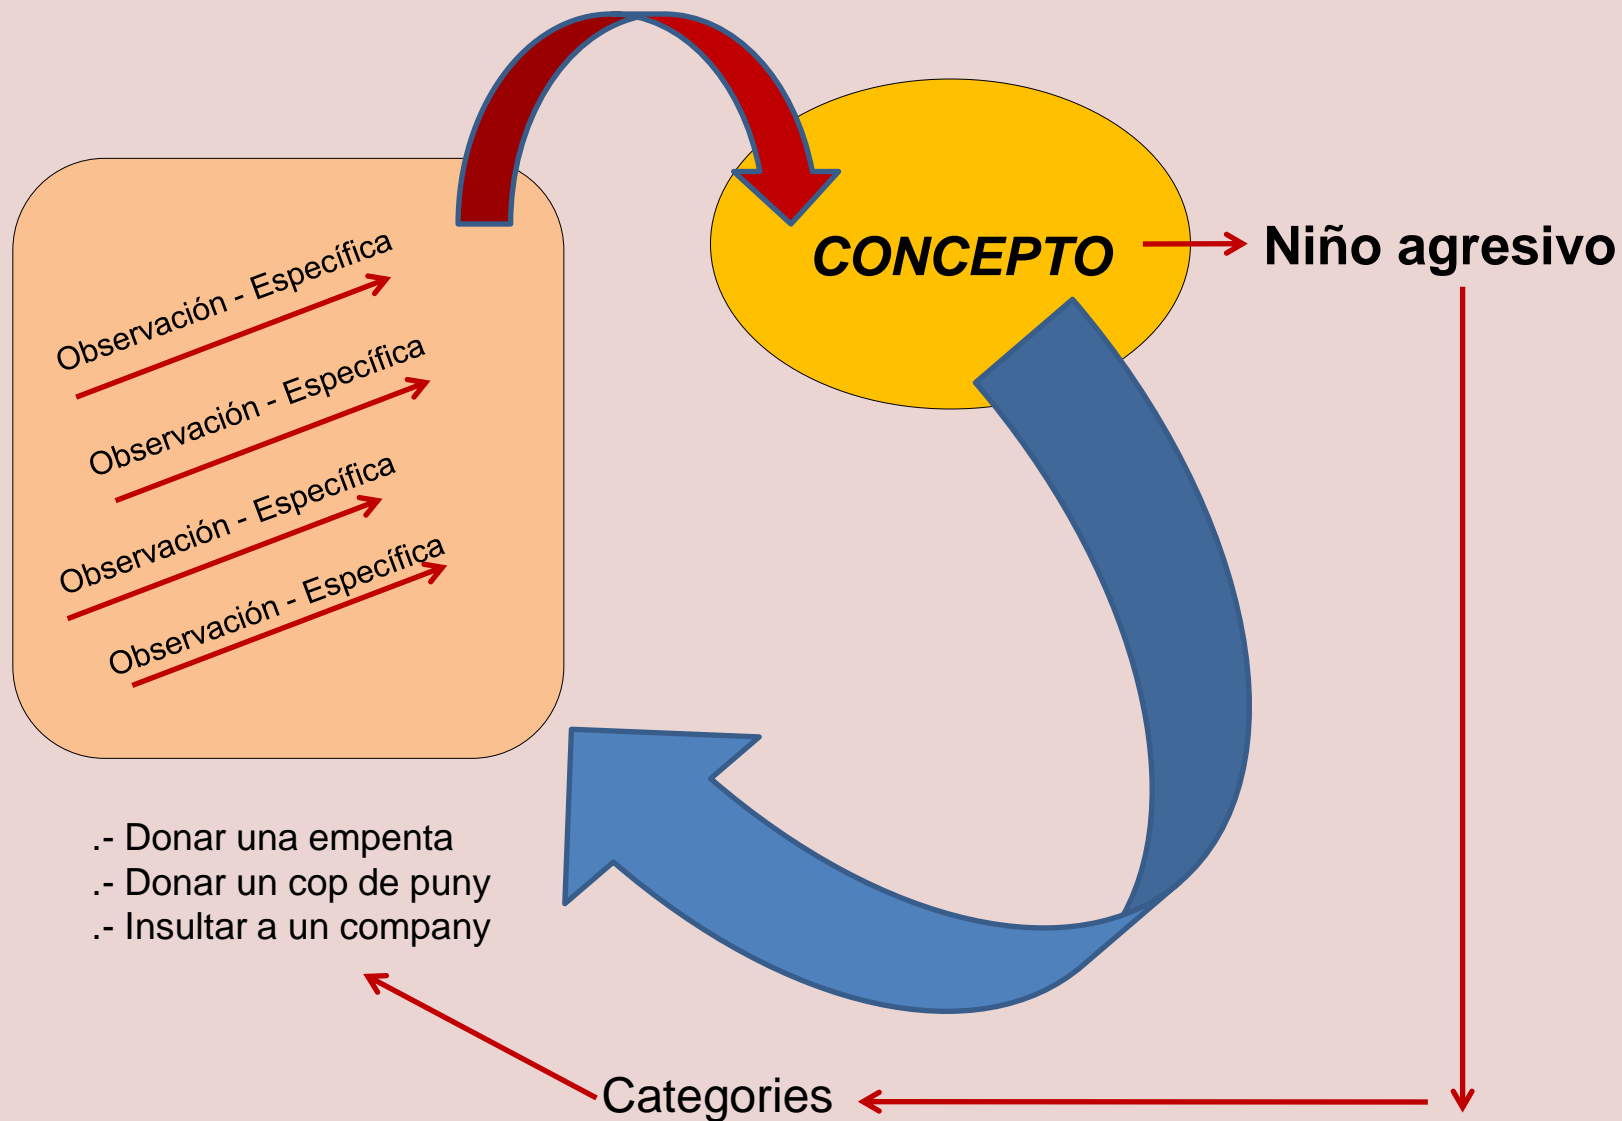 Observación - Específica
Observación - Específica
Observación - Específica
Observación - Específica
CONCEPTO
Niño agresivo
.- Donar una empenta
.- Donar un cop de puny
.- Insultar a un company
Categories